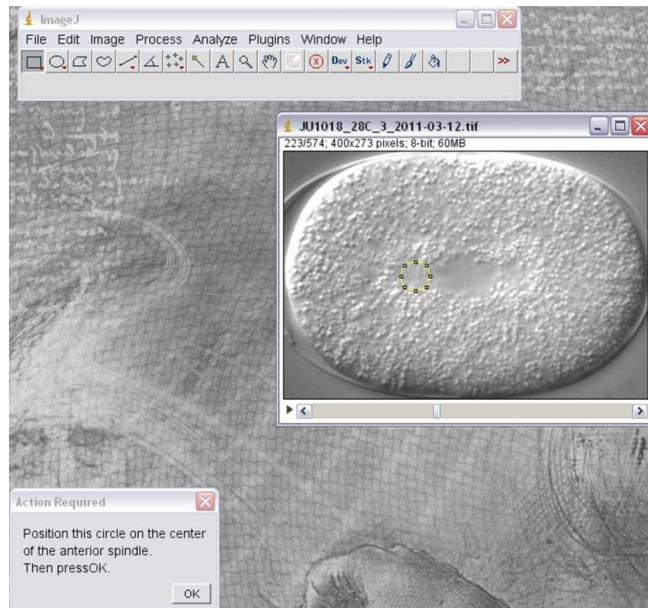 ImageJ
File Edit Image Process Analyze Plugins Window Help
A Dev Stk >>
JU1018_28C_3_2011-03-12.tif
223/574; 400x273 pixels; 8-bit; 60MB
Action Required
Position this circle on the center
of the anterior spindle.
Then pressOK.
OK